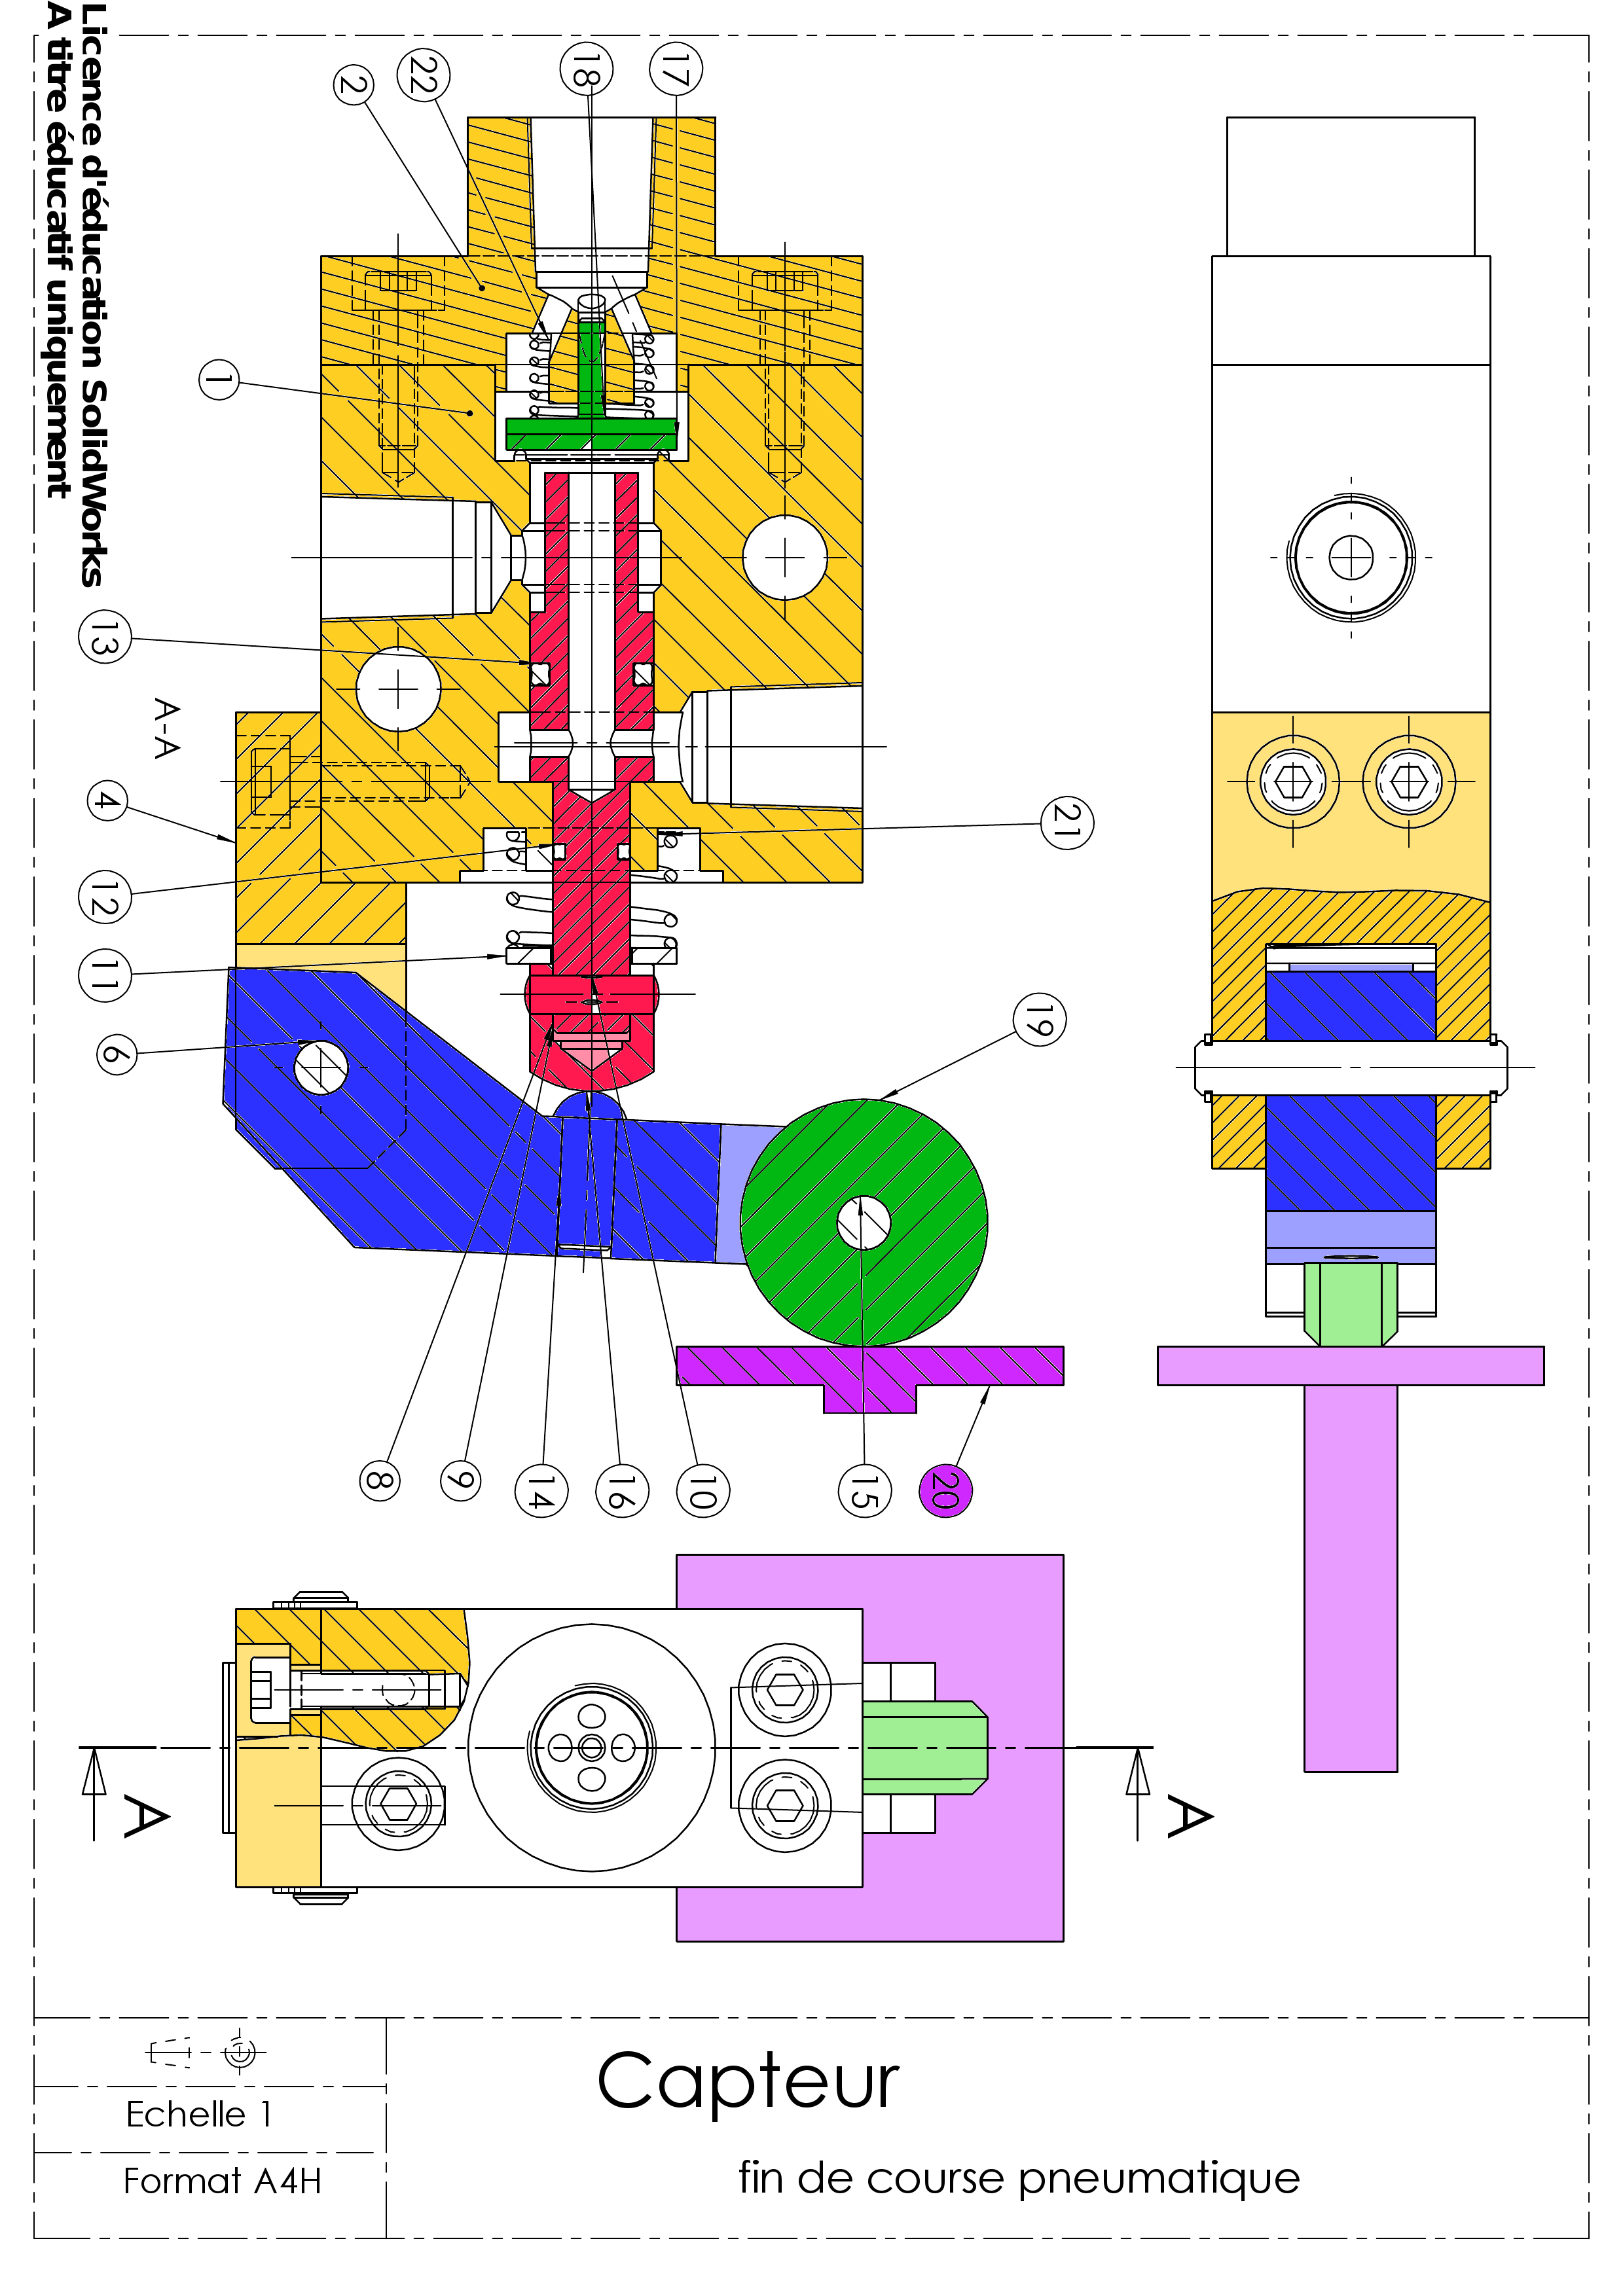 Licence d'éducation SolidWorks
A titre éducatif uniquement
2
22
18
17
1
13
A-A
4
12
11
6
21
19
8
9
14
16
10
15
20
A
A
Echelle 1
Format A4H
Capteur
fin de course pneumatique